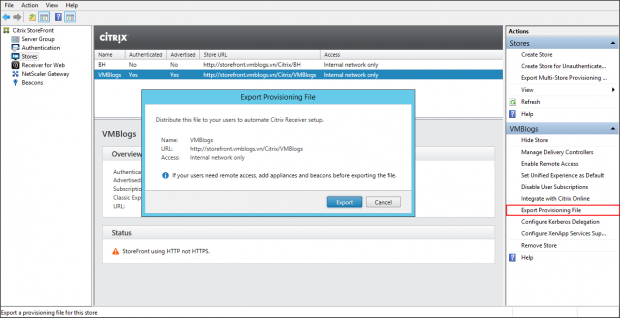 File Action View Help
Citrix StoreFront
Server Group
Authentication
Stores
Receiver for Web
NetScaler Gateway
Beacons
CITRIX
Name Authenticated Advertised Store URL Access
BH No No http://storefront.vmblogs.vn/Citrix/BH Internal network only
VMBlogs Yes Yes http://storefront.vmblogs.vn/Citrix/VMBlogs Internal network only
VMBlogs
Overview
Authentica
Advertised
Subscriptio
Classic Exp
URL:
Status
StoreFront using HTTP not HTTPS.
Export Provisioning File
Distribute this file to your users to automate Citrix Receiver setup.
Name: VMBlogs
URL: http://storefront.vmblogs.vn/Citrix/VMBlogs
Access: Internal network only
If your users need remote access, add appliances and beacons before exporting the file.
Export Cancel
Actions
Stores
Create Store
Create Store for Unauthenticate...
Export Multi-Store Provisioning ...
View
Refresh
Help
VMBlogs
Hide Store
Manage Delivery Controllers
Enable Remote Access
Set Unified Experience as Default
Disable User Subscriptions
Integrate with Citrix Online
Export Provisioning File
Configure Kerberos Delegation
Configure XenApp Services Sup...
Remove Store
Help
Export a provisioning file for this store